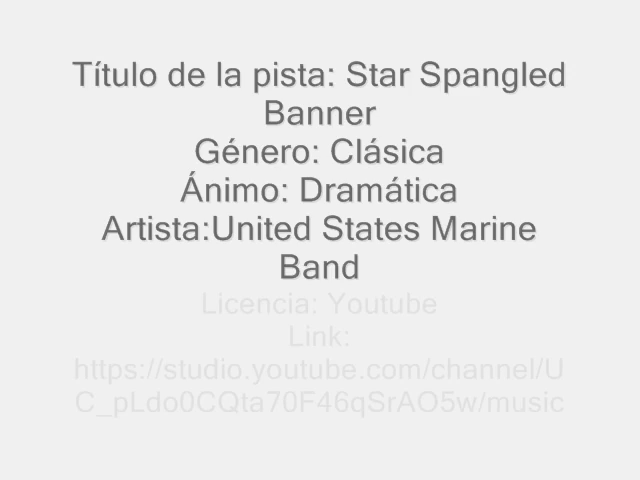 Título de la pista: Star Spangled
Banner
Género: Clásica
Ánimo: Dramática
Artista:United States Marine
Band
Licencia: Youtube
Link:
https://studio.youtube.com/channel/U
C_pLdo0CQta70F46qSrAO5w/music